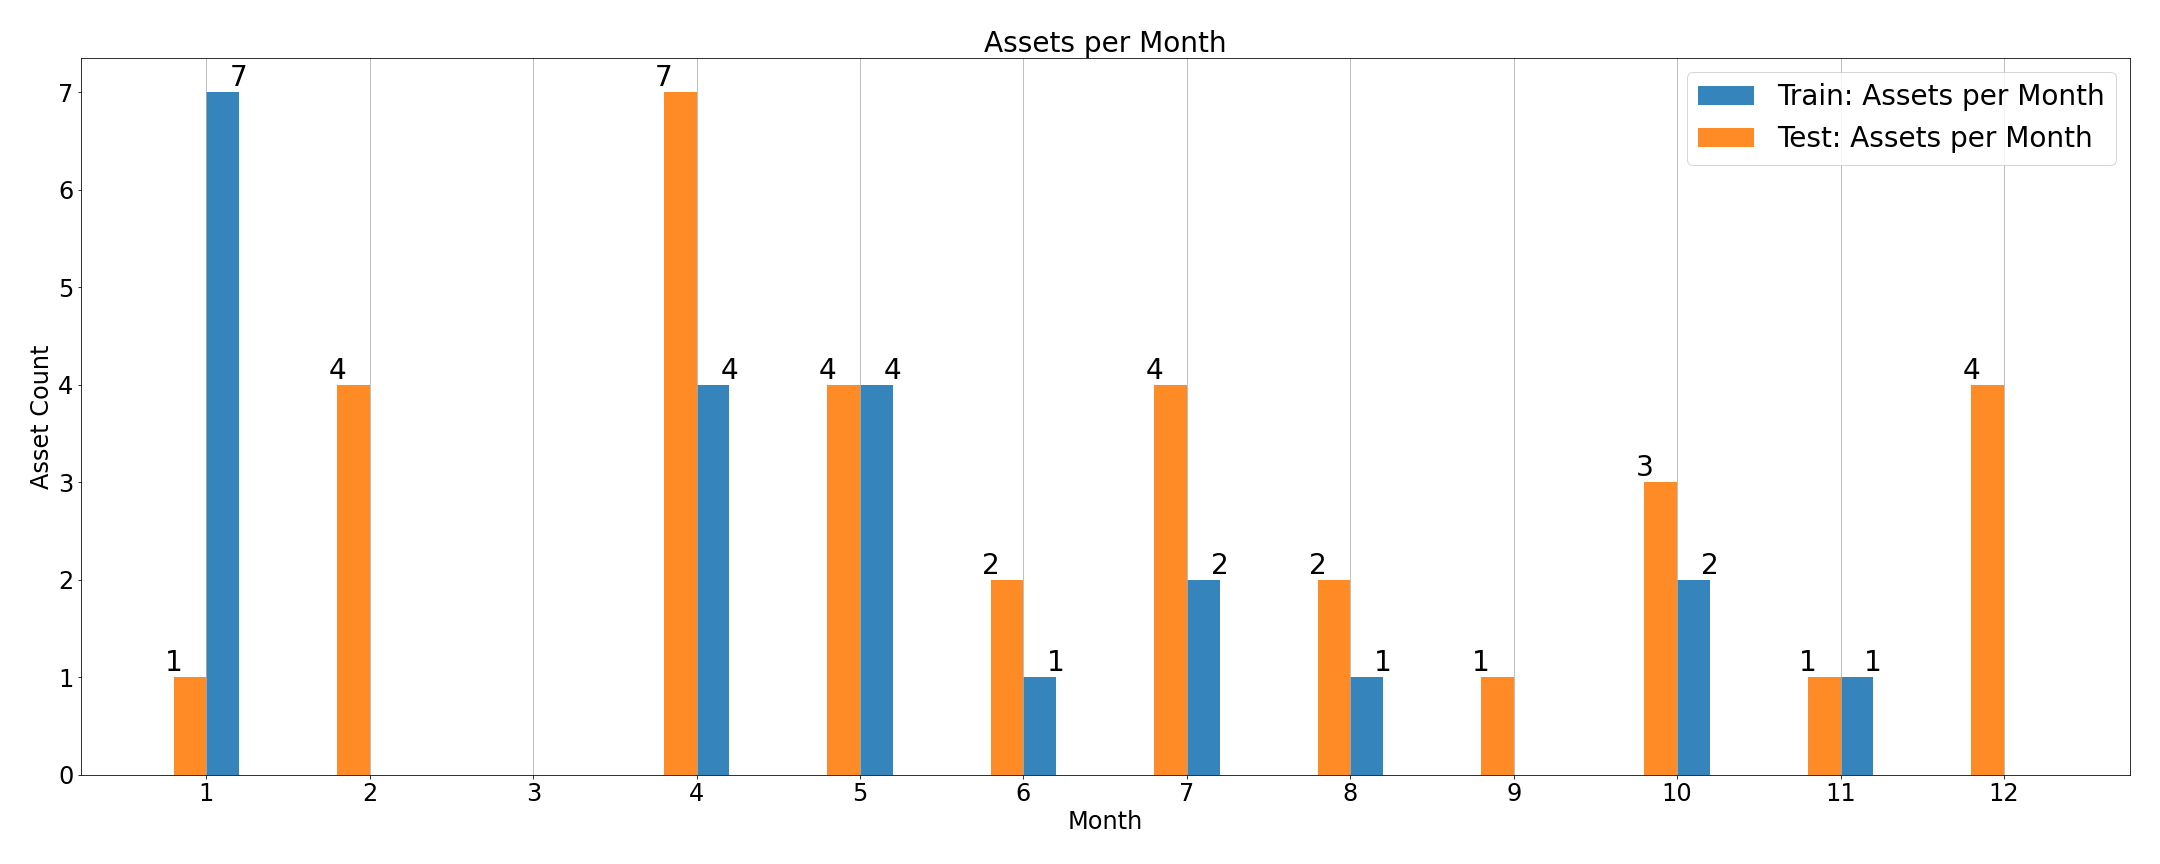 Assets per Month
Train: Assets per Month
Test: Assets per Month
Asset Count
7
6
5
4
3
2
1
0
1 7 4 7 4 4 4 2 1 4 2 2 1 1 3 2 1 1 4
1 2 3 4 5 6 7 8 9 10 11 12
Month